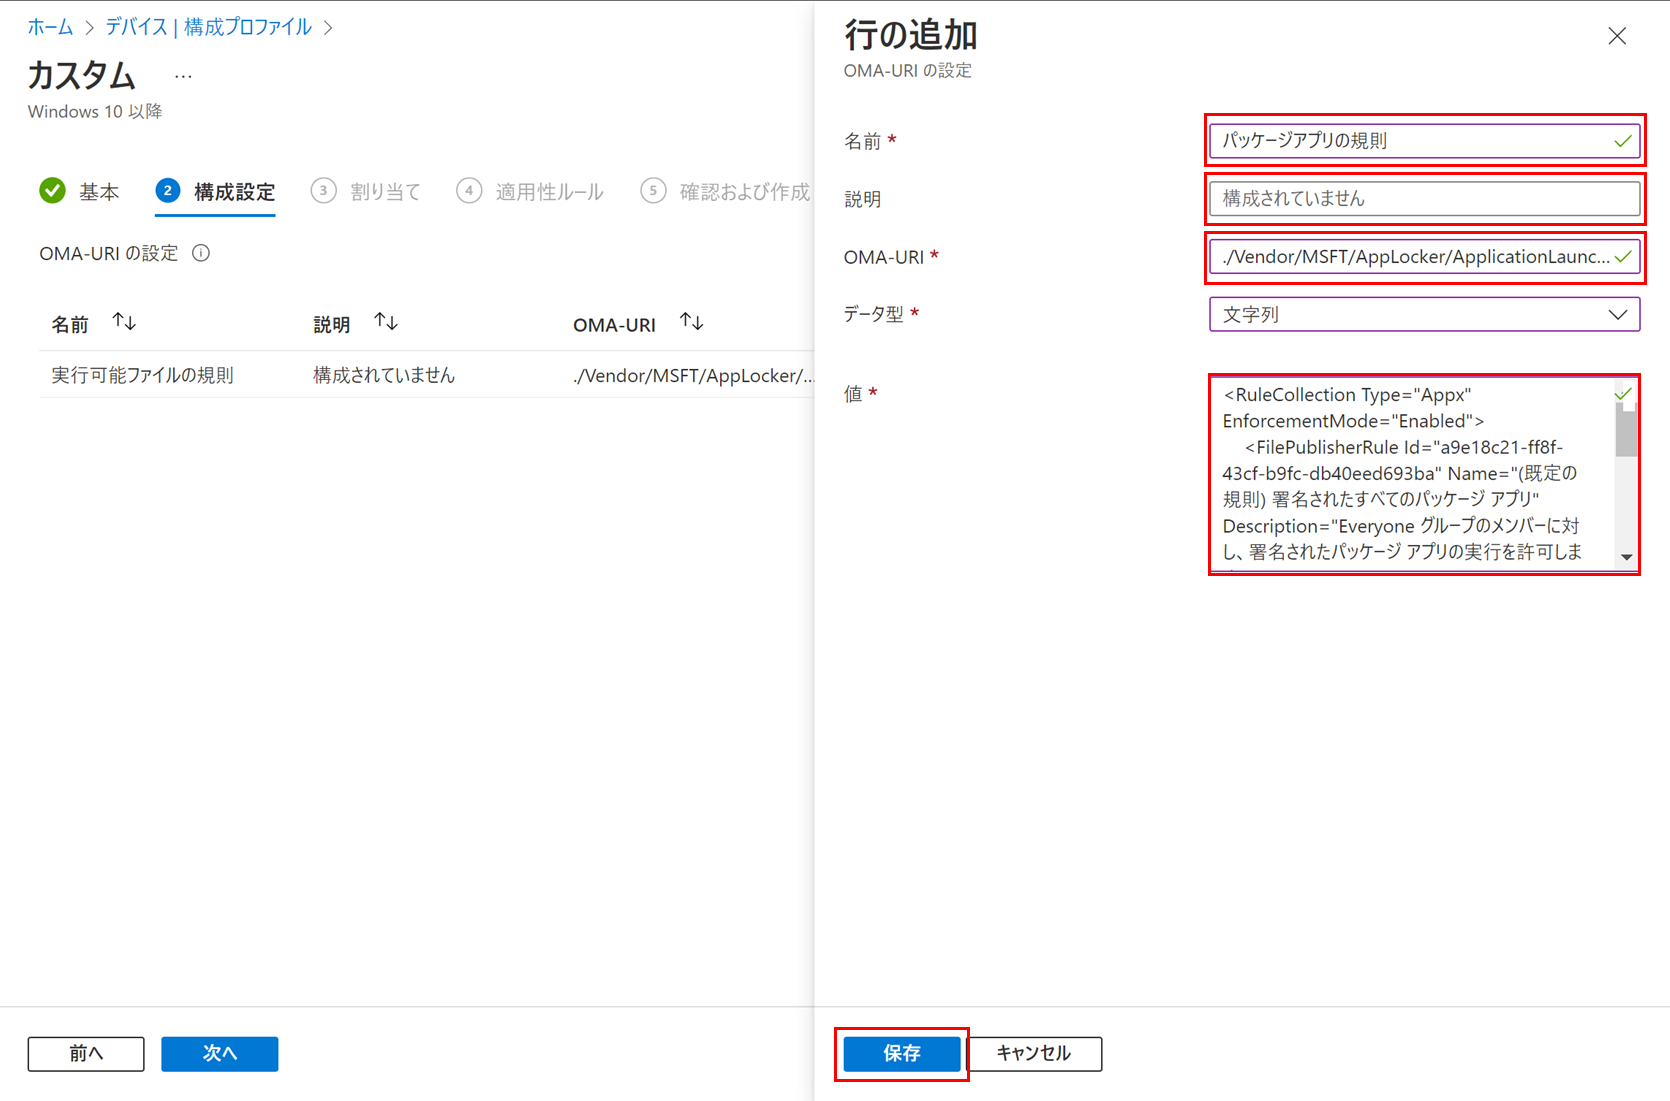 ホーム > デバイス | 構成プロファイル >
カスタム ...
Windows 10 以降
基本
2 構成設定
3 割り当て
4 適用性ルール
5 確認および作成
OMA-URI の設定
名前 ↑↓ 説明 ↑↓ OMA-URI ↑↓
実行可能ファイルの規則 構成されていません ./Vendor/MSFT/AppLocker/...
前へ 次へ
行の追加
OMA-URI の設定
名前 * パッケージアプリの規則
説明 構成されていません
OMA-URI * ./Vendor/MSFT/AppLocker/ApplicationLaunc...
データ型 * 文字列
値 *
<RuleCollection Type="Appx"
EnforcementMode="Enabled">
<FilePublisherRule Id="a9e18c21-ff8f-
43cf-b9fc-db40eed693ba" Name="(既定の
規則) 署名されたすべてのパッケージ アプリ"
Description="Everyone グループのメンバーに対
し、署名されたパッケージ アプリの実行を許可しま
保存 キャンセル